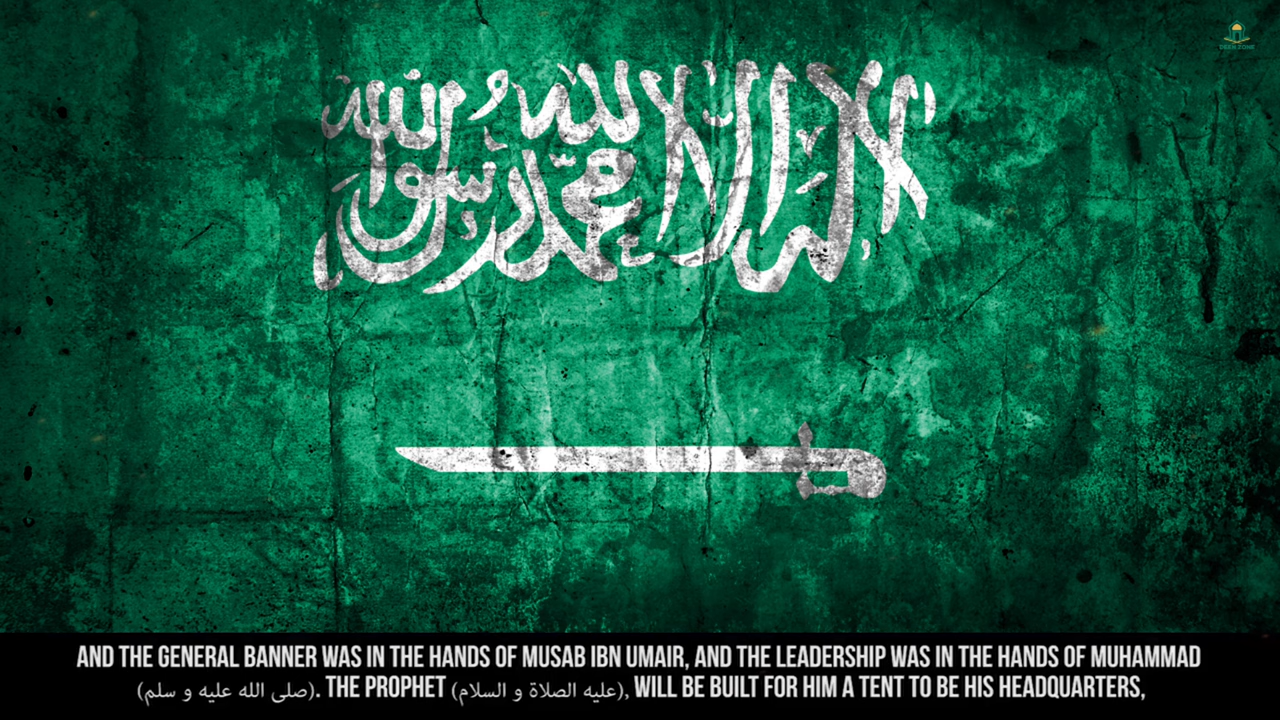 DEEN ZONE
لا إله إلا الله محمد رسول الله
AND THE GENERAL BANNER WAS IN THE HANDS OF MUSAB IBN UMAIR, AND THE LEADERSHIP WAS IN THE HANDS OF MUHAMMAD
(صلى الله عليه و سلم). THE PROPHET (عليه الصلاة و السلام), WILL BE BUILT FOR HIM A TENT TO BE HIS HEADQUARTERS,